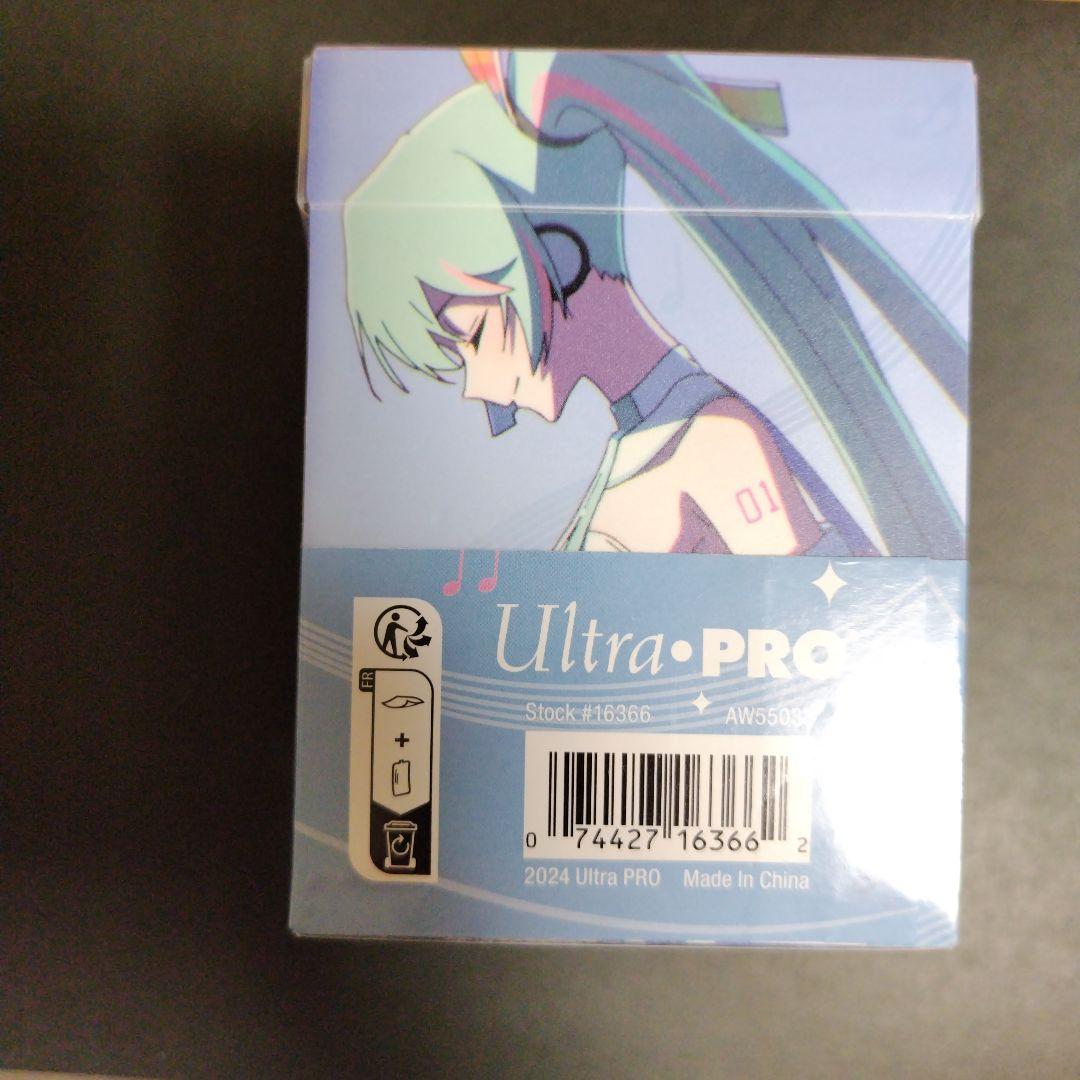 01
Ultra•PRO
Stock #16366
FR
+
0 74427 16366 2
2024 Ultra PRO Made In China